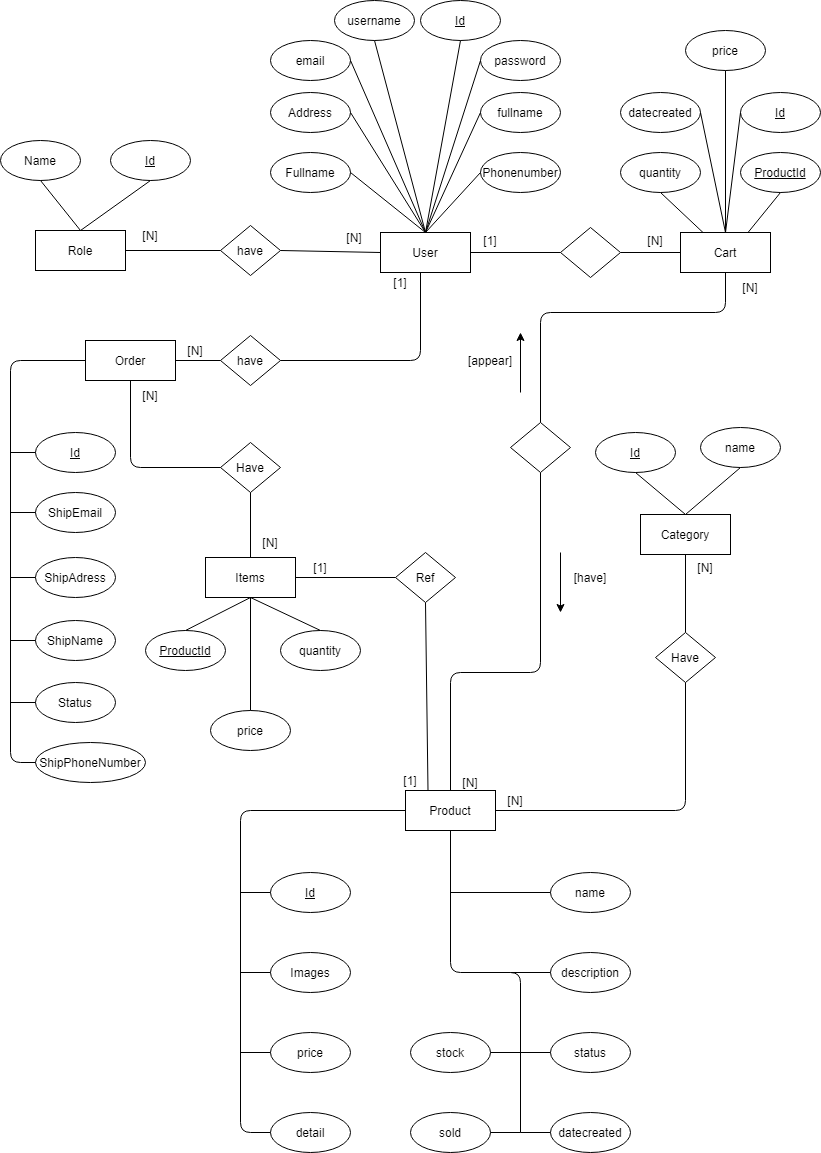 username
Id
email
password
price
Address
fullname
datecreated
Id
Name
Id
Fullname
Phonenumber
quantity
ProductId
[N]
[N]
[1]
[N]
Role
have
User
Cart
[1]
[N]
[N]
Order
have
[appear]
[N]
Id
Id
name
Have
ShipEmail
[N]
Category
[1]
[N]
ShipAdress
Items
Ref
[have]
ShipName
ProductId
quantity
Have
Status
price
ShipPhoneNumber
[1]
[N]
[N]
Product
Id
name
Images
description
price
stock
status
detail
sold
datecreated